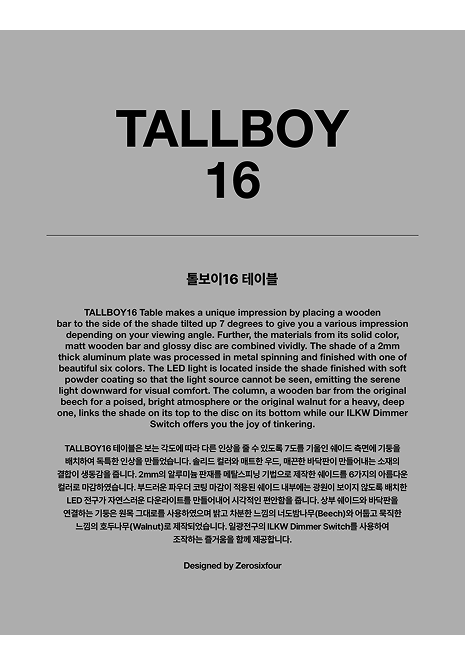 TALLBOY
16
톨보이16 테이블
TALLBOY16 Table makes a unique impression by placing a wooden
bar to the side of the shade tilted up 7 degrees to give you a various impression
depending on your viewing angle. Further, the materials from its solid color,
matt wooden bar and glossy disc are combined vividly. The shade of a 2mm
thick aluminum plate was processed in metal spinning and finished with one of
beautiful six colors. The LED light is located inside the shade finished with soft
powder coating so that the light source cannot be seen, emitting the serene
light downward for visual comfort. The column, a wooden bar from the original
beech for a poised, bright atmosphere or the original walnut for a heavy, deep
one, links the shade on its top to the disc on its bottom while our ILKW Dimmer
Switch offers you the joy of tinkering.
TALLBOY16 테이블은 보는 각도에 따라 다른 인상을 줄 수 있도록 7도를 기울인 쉐이드 측면에 기둥을
배치하여 독특한 인상을 만들었습니다. 솔리드 컬러와 매트한 우드, 매끈한 바닥판이 만들어내는 소재의
결합이 생동감을 줍니다. 2mm의 알루미늄 판재를 메탈스피닝 기법으로 제작한 쉐이드를 6가지의 아름다운
컬러로 마감하였습니다. 부드러운 파우더 코팅 마감이 적용된 쉐이드 내부에는 광원이 보이지 않도록 배치한
LED 전구가 자연스러운 다운라이트를 만들어내어 시각적인 편안함을 줍니다. 상부 쉐이드와 바닥판을
연결하는 기둥은 원목 그대로를 사용하였으며 밝고 차분한 느낌의 너도밤나무(Beech)와 어둡고 묵직한
느낌의 호두나무(Walnut)로 제작되었습니다. 일광전구의 ILKW Dimmer Switch를 사용하여
조작하는 즐거움을 함께 제공합니다.
Designed by Zerosixfour